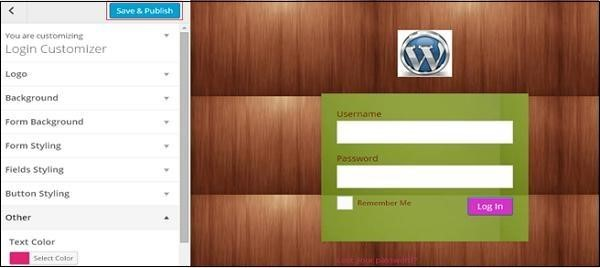 Save & Publish
You are customizing
Login Customizer
Logo
Background
Form Background
Form Styling
Fields Styling
Button Styling
Other
Text Color
Select Color
W
Username
Password
Remember Me
Log In
Lost your password?